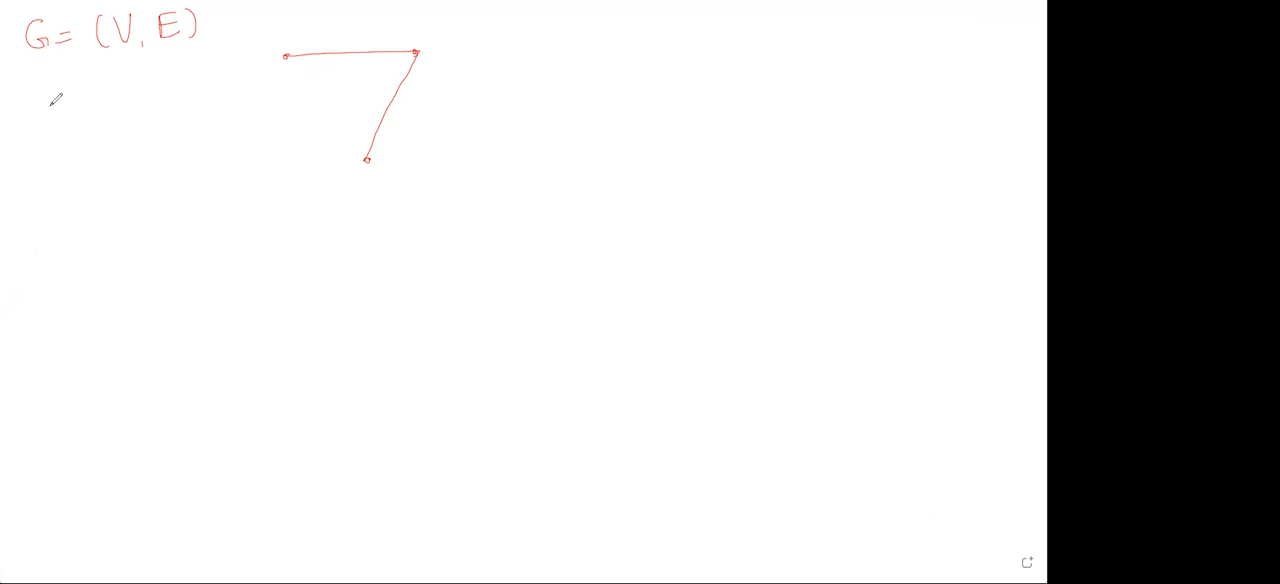 G = (V, E)